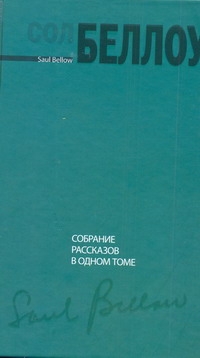 СОЛ
БЕЛЛОУ
Saul Bellow
СОБРАНИЕ
РАССКАЗОВ
В ОДНОМ ТОМЕ
Saul Bellow